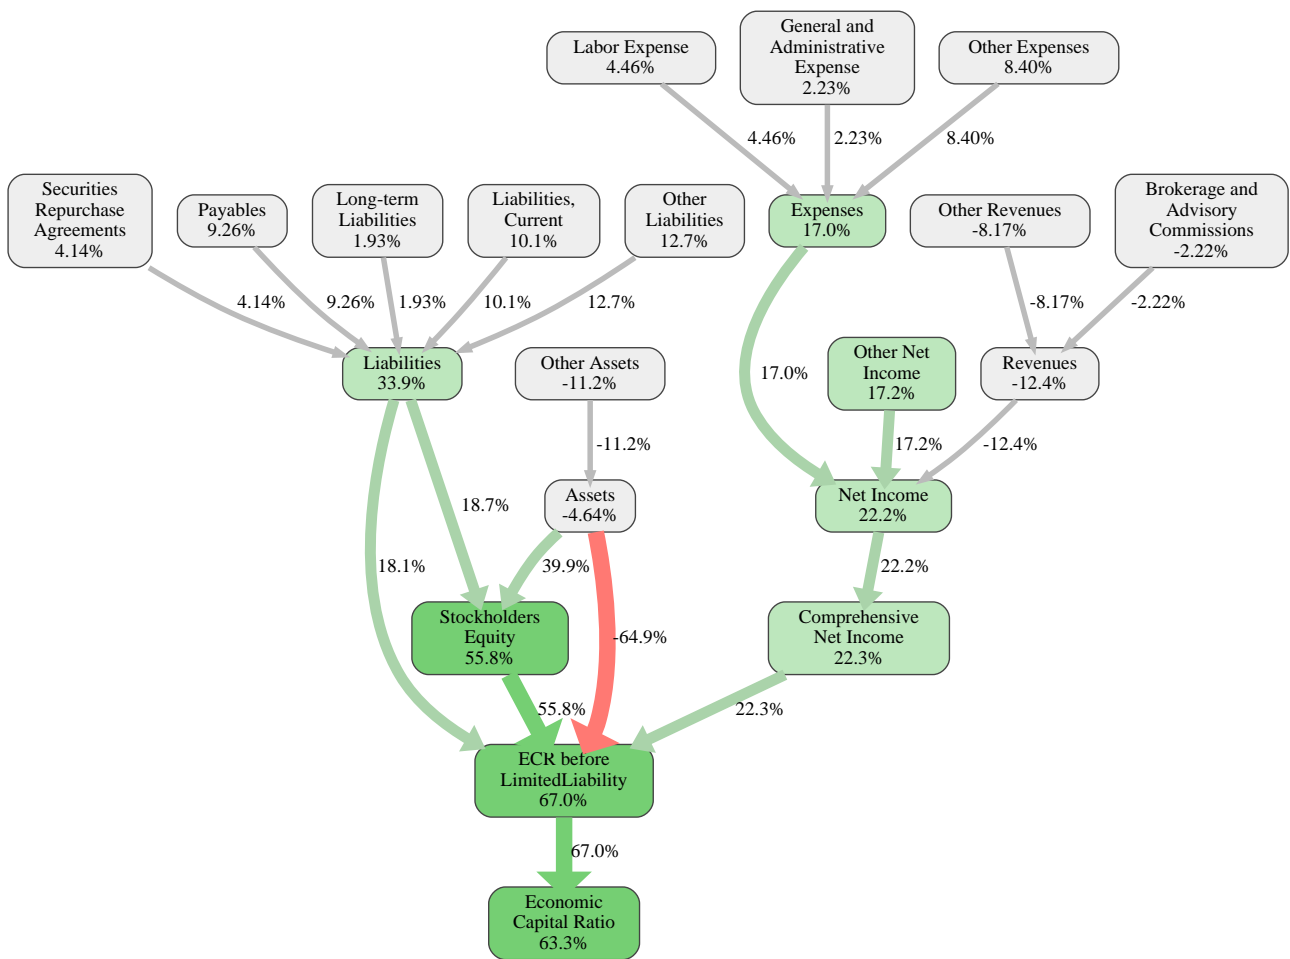 General and
Administrative
Expense
2.23%
Labor Expense
4.46%
Other Expenses
8.40%
4.46%
2.23%
8.40%
Securities
Repurchase
Agreements
4.14%
Payables
9.26%
Long-term
Liabilities
1.93%
Liabilities,
Current
10.1%
Other
Liabilities
12.7%
Expenses
17.0%
Other Revenues
-8.17%
Brokerage and
Advisory
Commissions
-2.22%
4.14%
9.26%
1.93%
10.1%
12.7%
-8.17%
-2.22%
Liabilities
33.9%
Other Assets
-11.2%
17.0%
Other Net
Income
17.2%
Revenues
-12.4%
-11.2%
17.2%
-12.4%
18.7%
Assets
-4.64%
Net Income
22.2%
18.1%
39.9%
22.2%
Stockholders
Equity
55.8%
-64.9%
Comprehensive
Net Income
22.3%
55.8%
22.3%
ECR before
LimitedLiability
67.0%
67.0%
Economic
Capital Ratio
63.3%